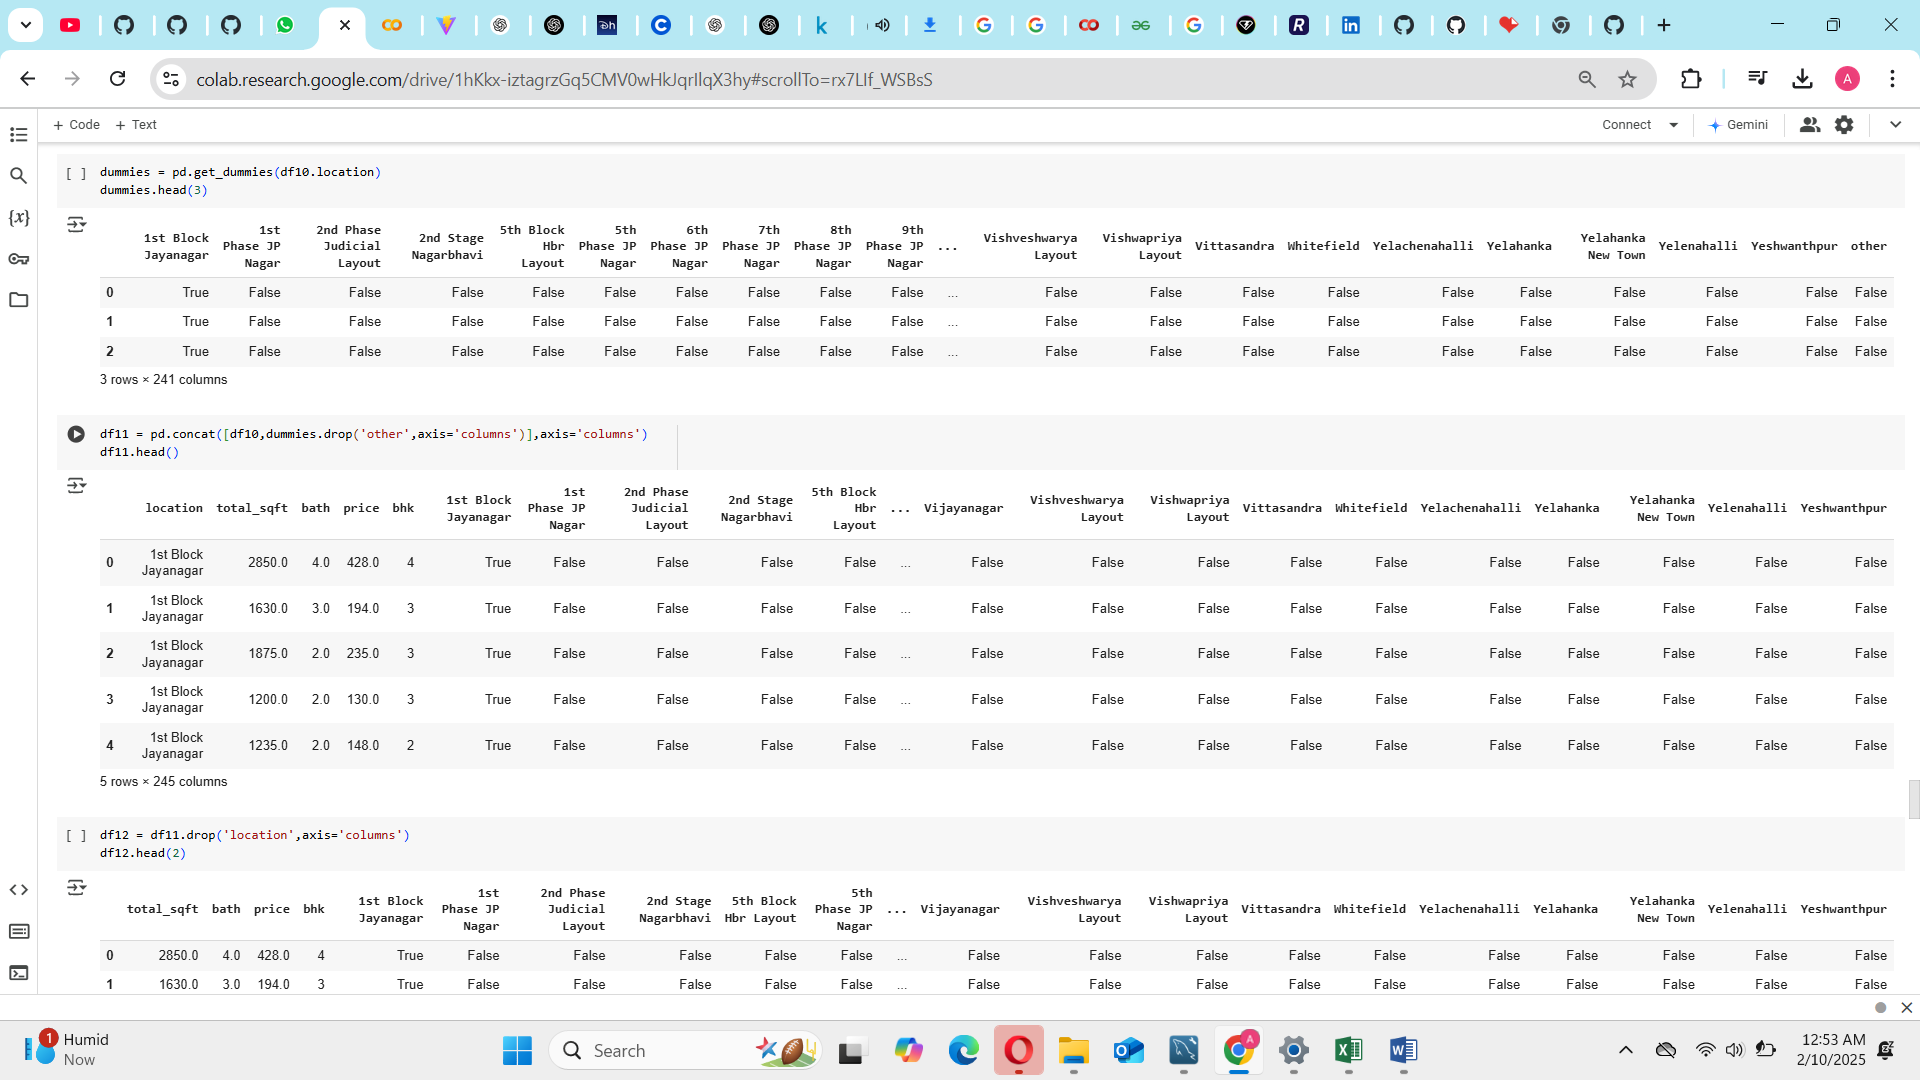 colab.research.google.com/drive/1hKkx-iztagrzGq5CMV0wHkJqrIlqX3hy#scrollTo=rx7LIf_WSBsS
+ Code + Text Connect Gemini
[ ] dummies = pd.get_dummies(df10.location)
dummies.head(3)
1st Block Jayanagar 1st Phase JP Nagar 2nd Phase Judicial Layout 2nd Stage Nagarbhavi 5th Block Hbr Layout 5th Phase JP Nagar 6th Phase JP Nagar 7th Phase JP Nagar 8th Phase JP Nagar 9th Phase JP Nagar ... Vishveshwarya Layout Vishwapriya Layout Vittasandra Whitefield Yelachenahalli Yelahanka Yelahanka New Town Yelenahalli Yeshwanthpur other
0 True False False False False False False False False False ... False False False False False False False False False False
1 True False False False False False False False False False ... False False False False False False False False False False
2 True False False False False False False False False False ... False False False False False False False False False False
3 rows × 241 columns
df11 = pd.concat([df10,dummies.drop('other',axis='columns')],axis='columns')
df11.head()
location total_sqft bath price bhk 1st Block Jayanagar 1st Phase JP Nagar 2nd Phase Judicial Layout 2nd Stage Nagarbhavi 5th Block Hbr Layout ... Vijayanagar Vishveshwarya Layout Vishwapriya Layout Vittasandra Whitefield Yelachenahalli Yelahanka Yelahanka New Town Yelenahalli Yeshwanthpur
0 1st Block Jayanagar 2850.0 4.0 428.0 4 True False False False False ... False False False False False False False False False False
1 1st Block Jayanagar 1630.0 3.0 194.0 3 True False False False False ... False False False False False False False False False False
2 1st Block Jayanagar 1875.0 2.0 235.0 3 True False False False False ... False False False False False False False False False False
3 1st Block Jayanagar 1200.0 2.0 130.0 3 True False False False False ... False False False False False False False False False False
4 1st Block Jayanagar 1235.0 2.0 148.0 2 True False False False False ... False False False False False False False False False False
5 rows × 245 columns
[ ] df12 = df11.drop('location',axis='columns')
df12.head(2)
total_sqft bath price bhk 1st Block Jayanagar 1st Phase JP Nagar 2nd Phase Judicial Layout 2nd Stage Nagarbhavi 5th Block Hbr Layout 5th Phase JP Nagar ... Vijayanagar Vishveshwarya Layout Vishwapriya Layout Vittasandra Whitefield Yelachenahalli Yelahanka Yelahanka New Town Yelenahalli Yeshwanthpur
0 2850.0 4.0 428.0 4 True False False False False False ... False False False False False False False False False False
1 1630.0 3.0 194.0 3 True False False False False False ... False False False False False False False False False False
1 Humid
Now
Search
12:53 AM
2/10/2025